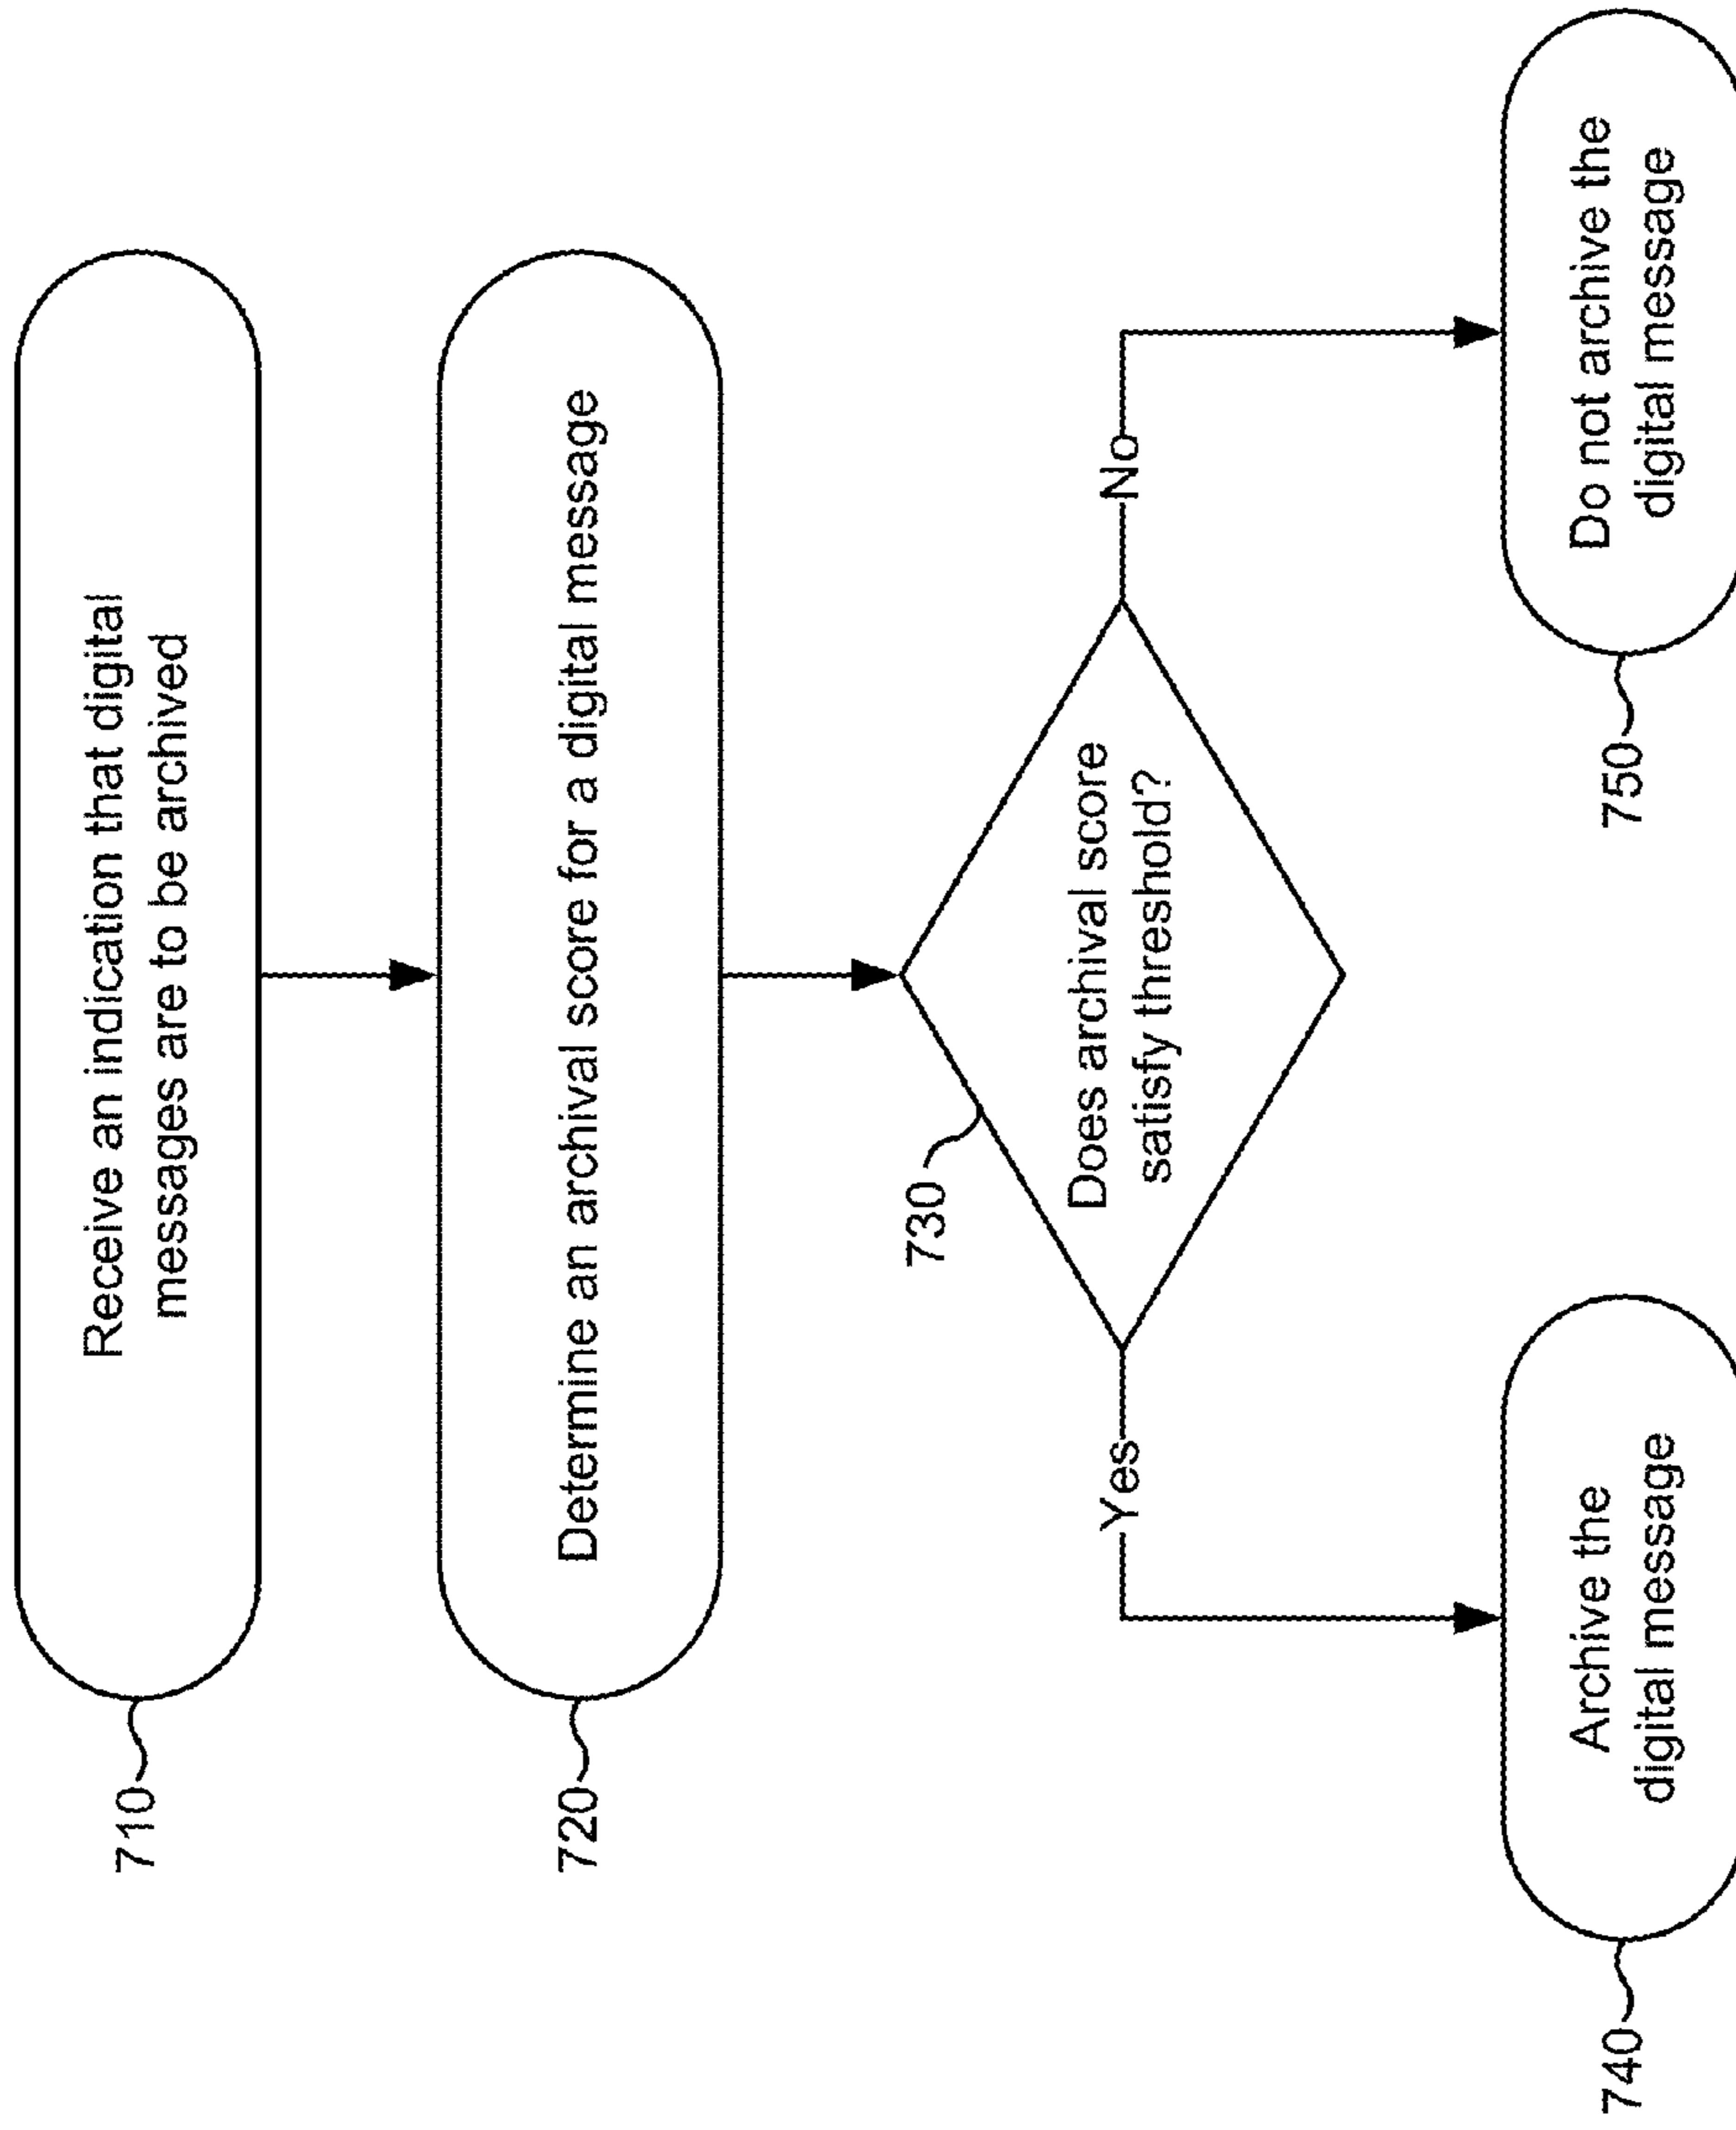 710
Receive an indication that digital
messages are to be archived
720
Determine an archival score for a digital message
730
Does archival score
satisfy threshold?
Yes
No
740
Archive the
digital message
750
Do not archive the
digital message